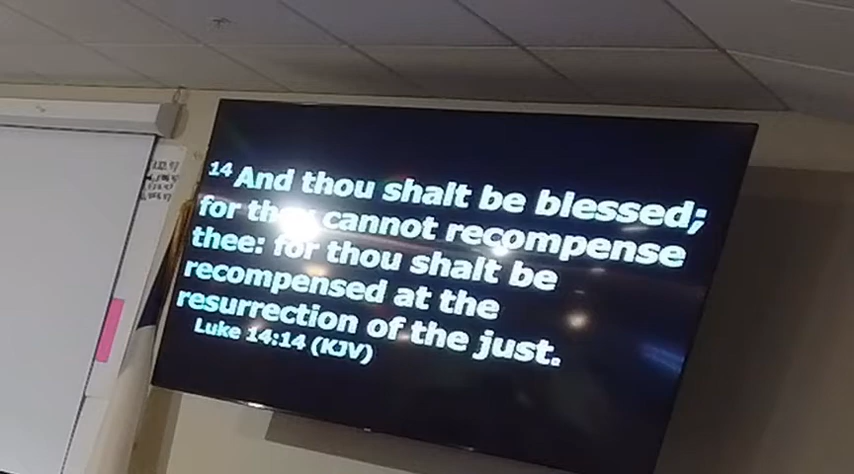 14 And thou shalt be blessed;
for they cannot recompense
thee: for thou shalt be
recompensed at the
resurrection of the just.
Luke 14:14 (KJV)